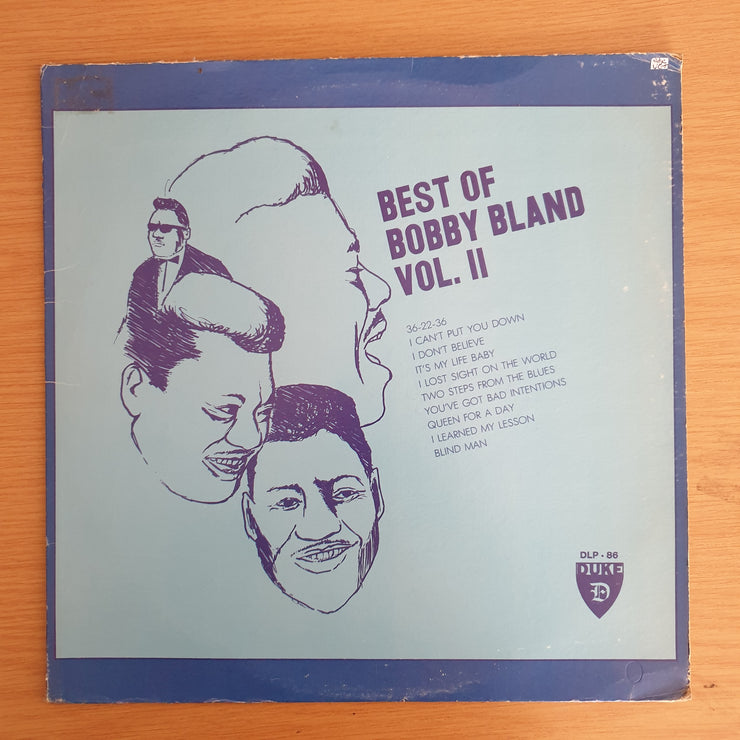 BEST OF
BOBBY BLAND
VOL. II
36-22-36
I CAN'T PUT YOU DOWN
I DON'T BELIEVE
IT'S MY LIFE BABY
I LOST SIGHT ON THE WORLD
TWO STEPS FROM THE BLUES
YOU'VE GOT BAD INTENTIONS
QUEEN FOR A DAY
I LEARNED MY LESSON
BLIND MAN
DLP • 86
DUKE
D